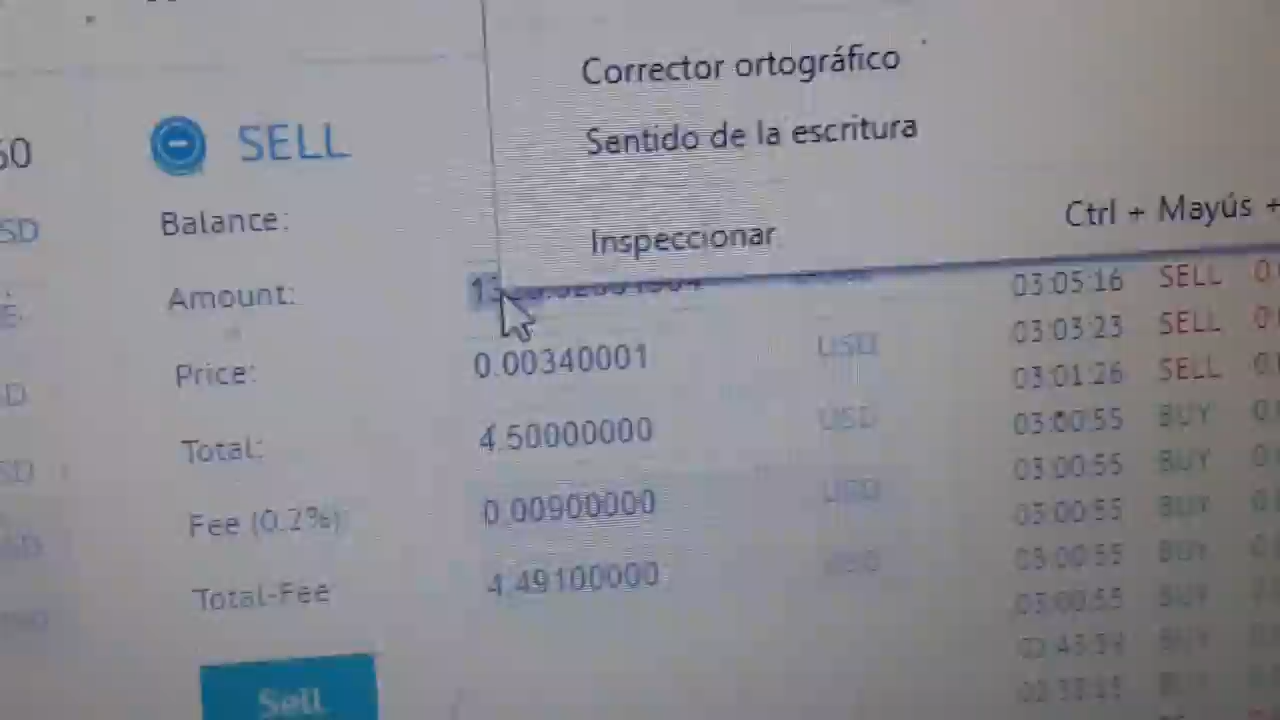 Corrector ortográfico
Sentido de la escritura
Inspeccionar
Ctrl + Mayús +
SELL
Balance:
Amount:
Price: 0.00340001 USD
Total: 4.50000000 USD
Fee (0.2%): 0.00900000 USD
Total-Fee 4.49100000 USD
Sell
03:05:16 SELL
03:03:23 SELL
03:01:26 SELL
03:00:55 BUY
03:00:55 BUY
03:00:55 BUY
03:00:55 BUY
03:00:55 BUY